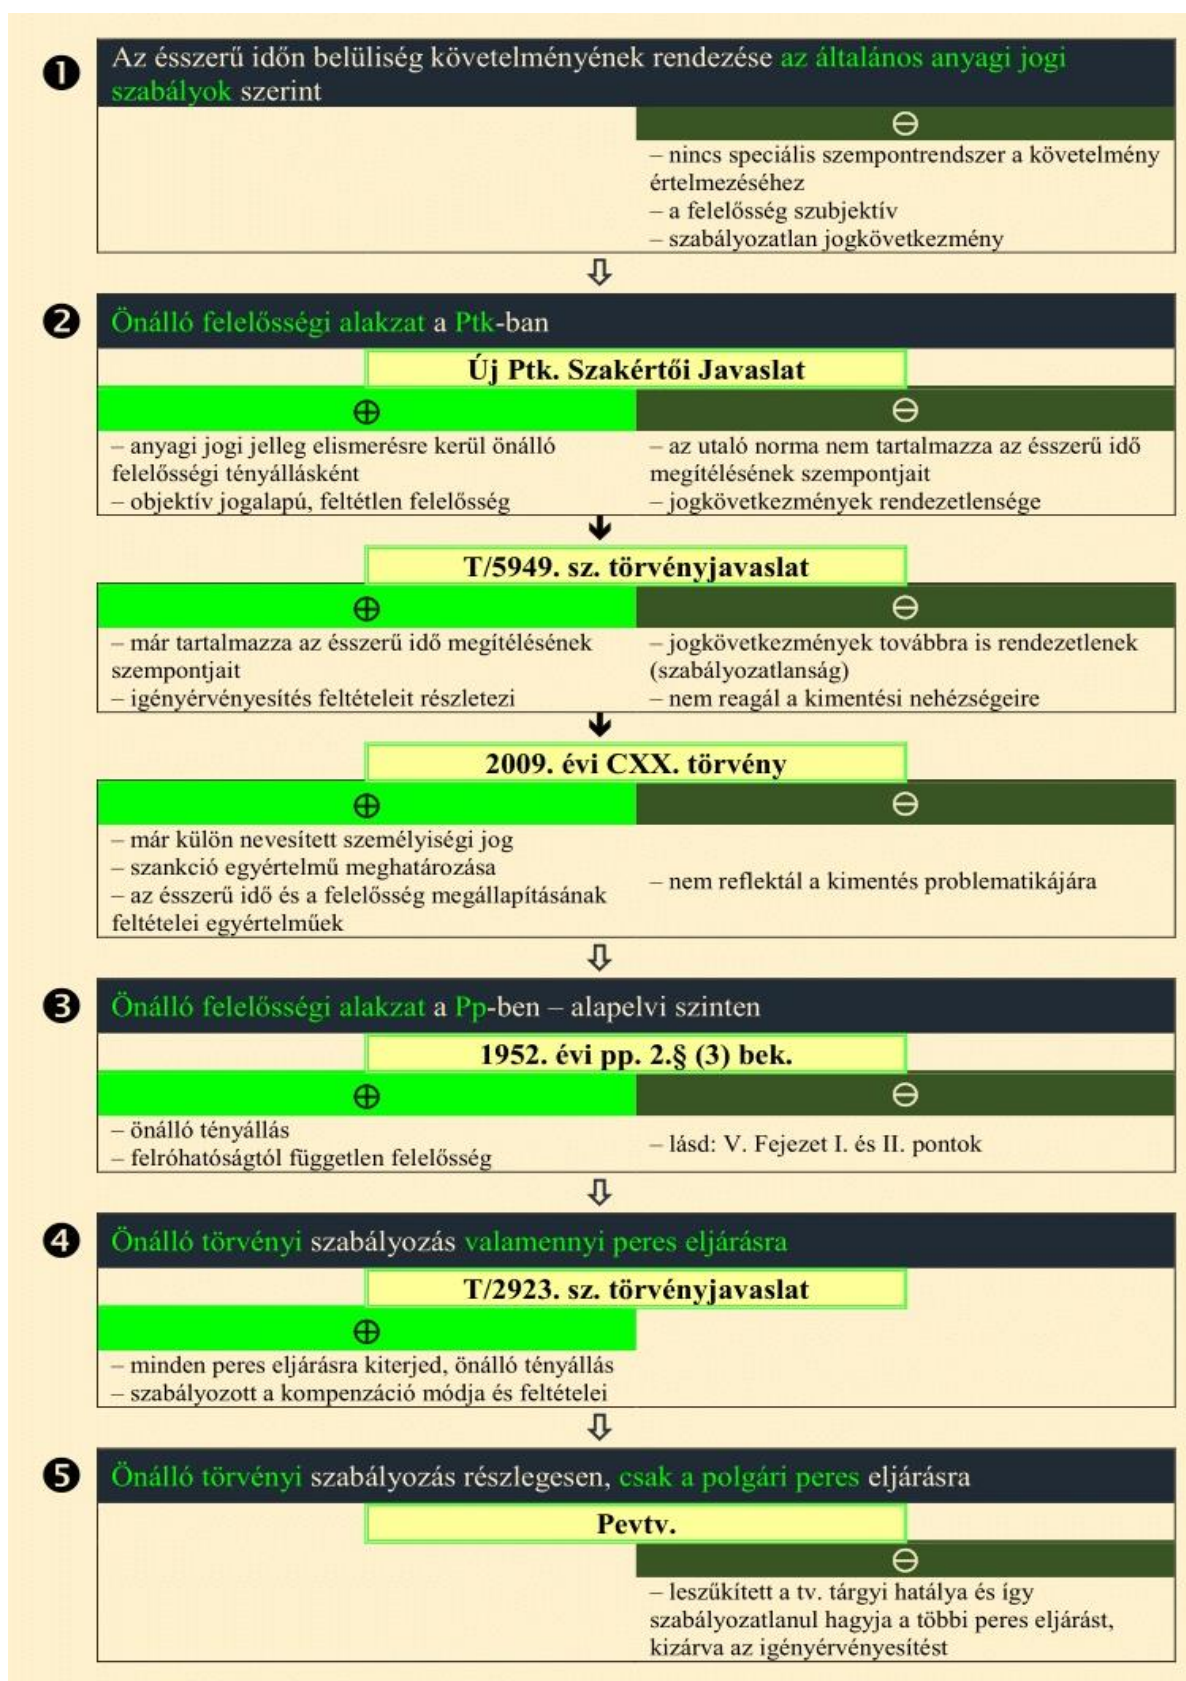 ❶
Az ésszerű időn belüliség követelményének rendezése az általános anyagi jogi
szabályok szerint
⊖
– nincs speciális szempontrendszer a követelmény
értelmezéséhez
– a felelősség szubjektív
– szabályozatlan jogkövetkezmény
⇩
❷
Önálló felelősségi alakzat a Ptk-ban
Új Ptk. Szakértői Javaslat
⊕
– anyagi jogi jelleg elismerésre kerül önálló
felelősségi tényállásként
– objektív jogalapú, feltétlen felelősség
⊖
– az utaló norma nem tartalmazza az ésszerű idő
megítélésének szempontjait
– jogkövetkezmények rendezetlensége
🡻
T/5949. sz. törvényjavaslat
⊕
– már tartalmazza az ésszerű idő megítélésének
szempontjait
– igényérvényesítés feltételeit részletezi
⊖
– jogkövetkezmények továbbra is rendezetlenek
(szabályozatlanság)
– nem reagál a kimentési nehézségeire
🡻
2009. évi CXX. törvény
⊕
– már külön nevesített személyiségi jog
– szankció egyértelmű meghatározása
– az ésszerű idő és a felelősség megállapításának
feltételei egyértelműek
⊖
– nem reflektál a kimentés problematikájára
⇩
❸
Önálló felelősségi alakzat a Pp-ben – alapelvi szinten
1952. évi pp. 2.§ (3) bek.
⊕
– önálló tényállás
– felróhatóságtól független felelősség
⊖
– lásd: V. Fejezet I. és II. pontok
⇩
❹
Önálló törvényi szabályozás valamennyi peres eljárásra
T/2923. sz. törvényjavaslat
⊕
– minden peres eljárásra kiterjed, önálló tényállás
– szabályozott a kompenzáció módja és feltételei
⇩
❺
Önálló törvényi szabályozás részlegesen, csak a polgári peres eljárásra
Pevtv.
⊖
– leszűkített a tv. tárgyi hatálya és így
szabályozatlanul hagyja a többi peres eljárást,
kizárva az igényérvényesítést